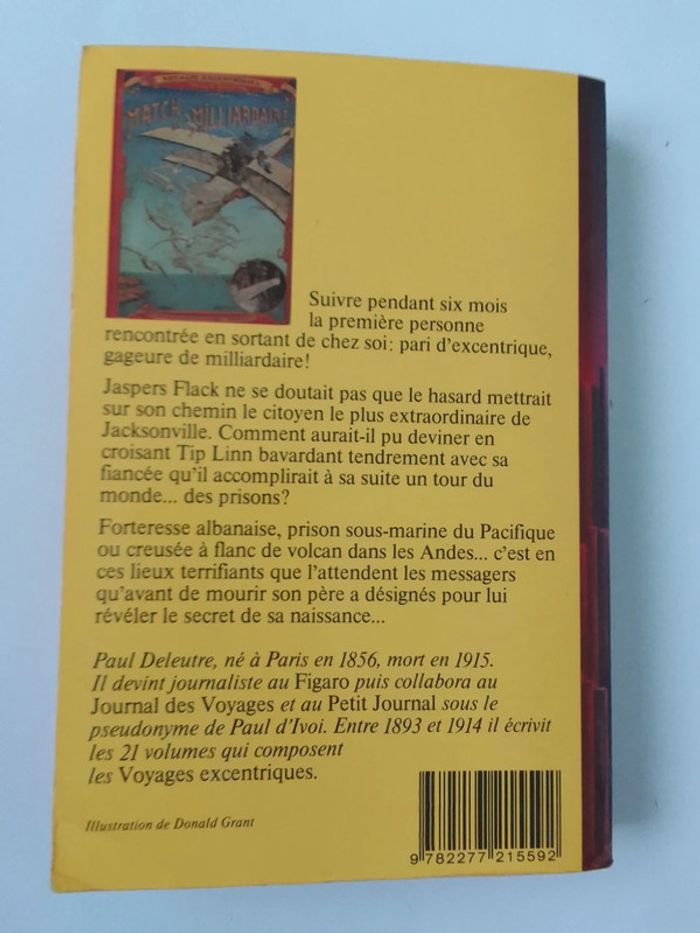 MATCH
MILLIARDAIRE
Suivre pendant six mois
la première personne
rencontrée en sortant de chez soi: pari d'excentrique,
gageure de milliardaire!
Jaspers Flack ne se doutait pas que le hasard mettrait
sur son chemin le citoyen le plus extraordinaire de
Jacksonville. Comment aurait-il pu deviner en
croisant Tip Linn bavardant tendrement avec sa
fiancée qu'il accomplirait à sa suite un tour du
monde... des prisons?
Forteresse albanaise, prison sous-marine du Pacifique
ou creusée à flanc de volcan dans les Andes... c'est en
ces lieux terrifiants que l'attendent les messagers
qu'avant de mourir son père a désignés pour lui
révéler le secret de sa naissance...
Paul Deleutre, né à Paris en 1856, mort en 1915.
Il devint journaliste au Figaro puis collabora au
Journal des Voyages et au Petit Journal sous le
pseudonyme de Paul d'Ivoi. Entre 1893 et 1914 il écrivit
les 21 volumes qui composent
les Voyages excentriques.
Illustration de Donald Grant
9 782277 215592